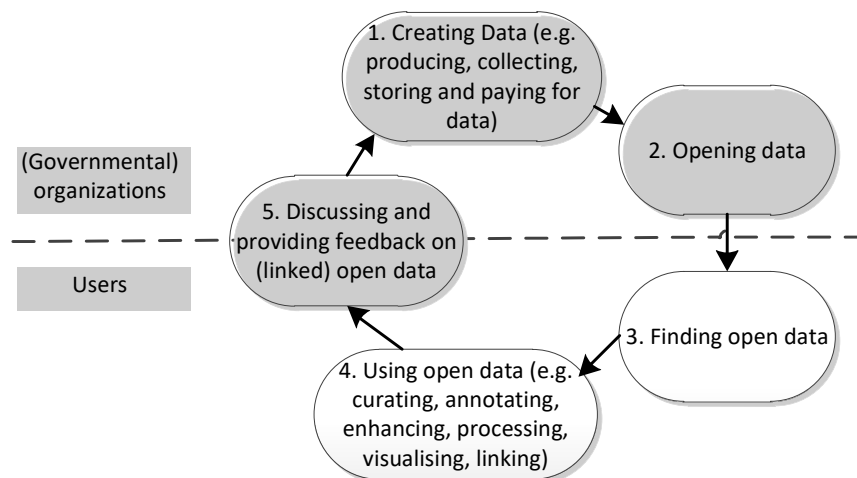 1. Creating Data (e.g.
producing, collecting,
storing and paying for
data)
2. Opening data
(Governmental)
organizations
5. Discussing and
providing feedback on
(linked) open data
Users
3. Finding open data
4. Using open data (e.g.
curating, annotating,
enhancing, processing,
visualising, linking)